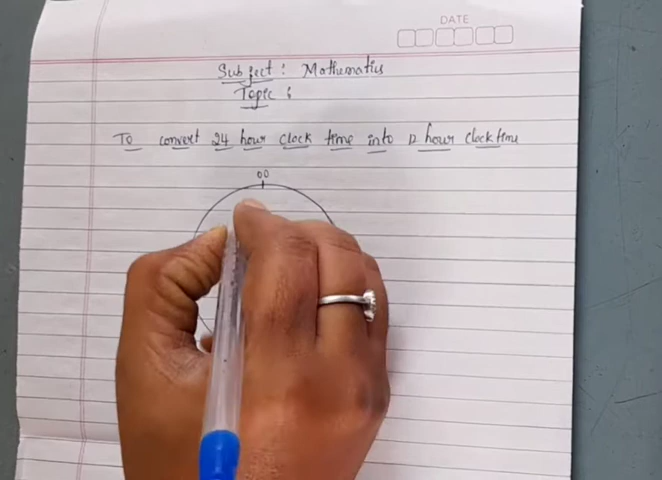 DATE
Subject : Mathematics
Topic :
To convert 24 hour clock time into 12 hour clock time
00